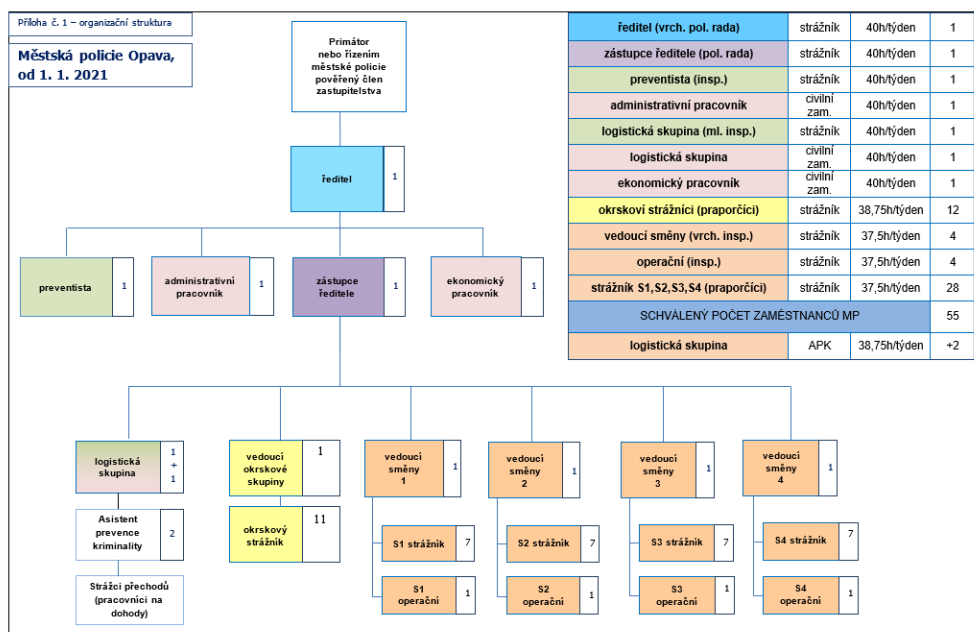 Příloha č. 1 – organizační struktura
Městská policie Opava,
od 1. 1. 2021
Primátor
nebo řízením
městské policie
pověřený člen
zastupitelstva
ředitel
1
preventista
1
administrativní
pracovník
1
zástupce
ředitele
1
ekonomický
pracovník
1
ředitel (vrch. pol. rada) strážník 40h/týden 1
zástupce ředitele (pol. rada) strážník 40h/týden 1
preventista (insp.) strážník 40h/týden 1
administrativní pracovník civilní zam. 40h/týden 1
logistická skupina (ml. insp.) strážník 40h/týden 1
logistická skupina civilní zam. 40h/týden 1
ekonomický pracovník civilní zam. 40h/týden 1
okrskoví strážníci (praporčíci) strážník 38,75h/týden 12
vedoucí směny (vrch. insp.) strážník 37,5h/týden 4
operační (insp.) strážník 37,5h/týden 4
strážník S1,S2,S3,S4 (praporčíci) strážník 37,5h/týden 28
SCHVÁLENÝ POČET ZAMĚSTNANCŮ MP 55
logistická skupina APK 38,75h/týden +2
logistická
skupina
1
+
1
Asistent
prevence
kriminality
2
Strážci přechodů
(pracovníci na
dohody)
vedoucí
okrskové
skupiny
1
okrskový
strážník
11
vedoucí
směny
1
1
S1 strážník
7
S1
operační
1
vedoucí
směny
2
1
S2 strážník
7
S2
operační
1
vedoucí
směny
3
1
S3 strážník
7
S3
operační
1
vedoucí
směny
4
1
S4 strážník
7
S4
operační
1